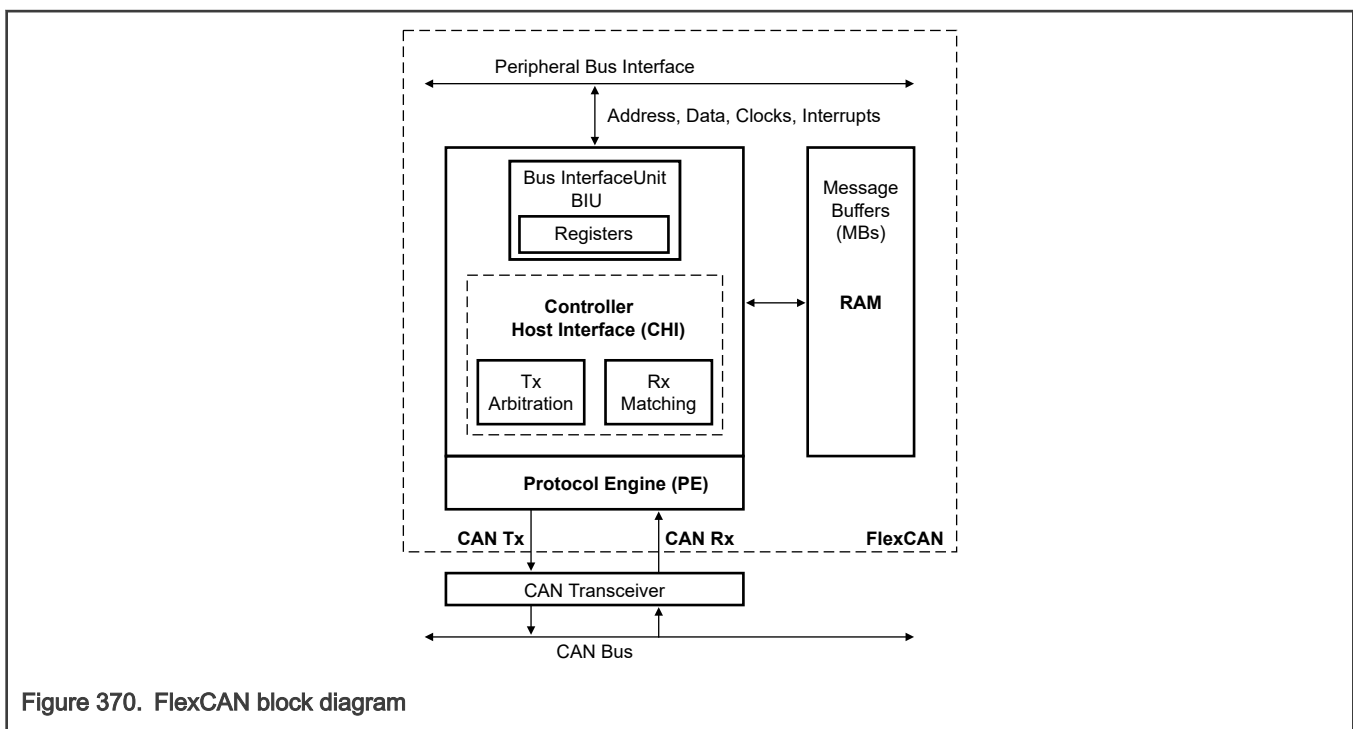 Peripheral Bus Interface
Address, Data, Clocks, Interrupts
Bus InterfaceUnit
BIU
Registers
Message
Buffers
(MBs)
RAM
Controller
Host Interface (CHI)
Tx
Arbitration
Rx
Matching
Protocol Engine (PE)
CAN Tx
CAN Rx
FlexCAN
CAN Transceiver
CAN Bus
Figure 370. FlexCAN block diagram